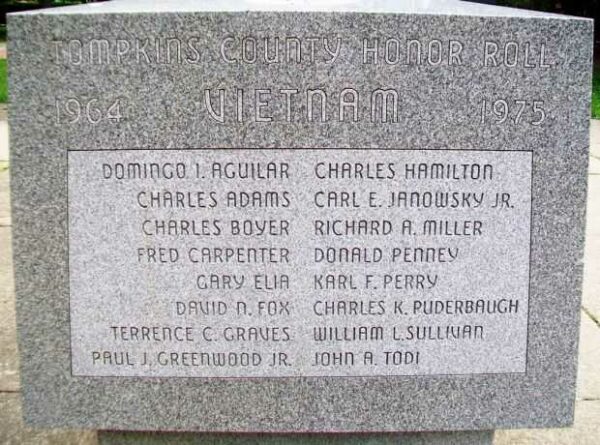 TOMPKINS COUNTY HONOR ROLL
1964 VIETNAM 1975
DOMINGO I. AGUILAR CHARLES HAMILTON
CHARLES ADAMS CARL E. JANOWSKY JR.
CHARLES BOYER RICHARD A. MILLER
FRED CARPENTER DONALD PENNEY
GARY ELIA KARL F. PERRY
DAVID N. FOX CHARLES K. PUDERBAUGH
TERRENCE C. GRAVES WILLIAM L. SULLIVAN
PAUL J. GREENWOOD JR. JOHN A. TODI